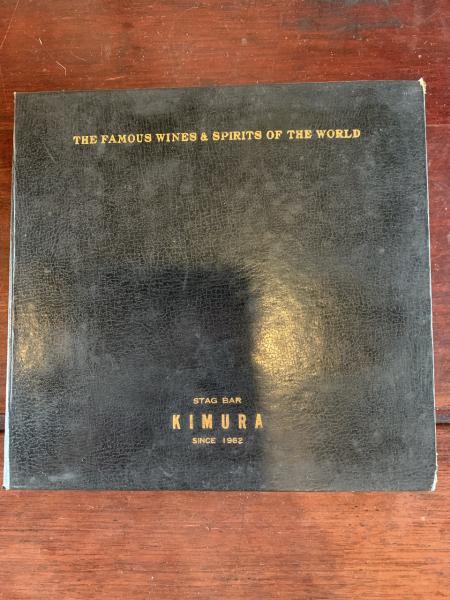 THE FAMOUS WINES & SPIRITS OF THE WORLD
STAG BAR
KIMURA
SINCE 1962